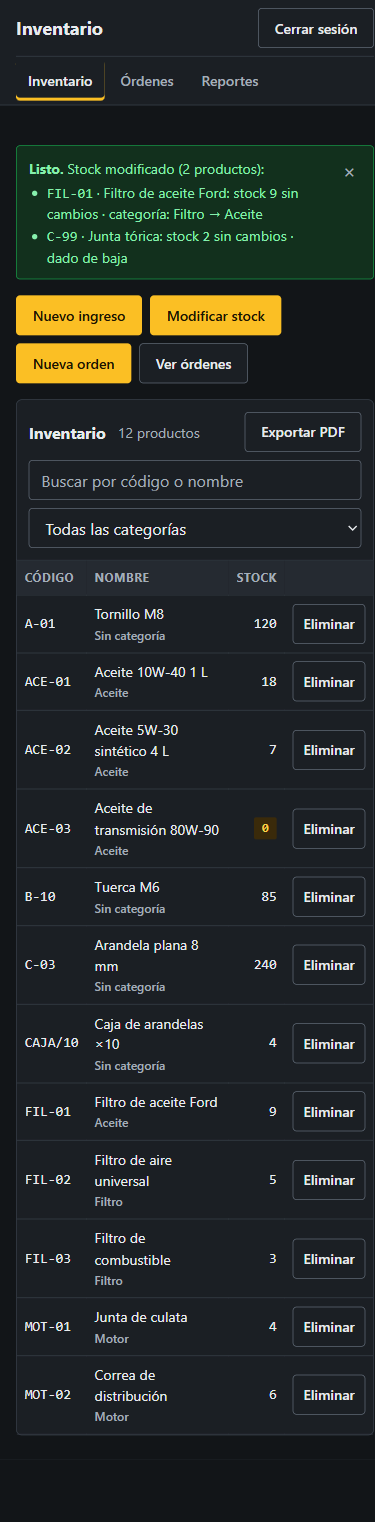 Inventario
Cerrar sesión
Inventario
Órdenes
Reportes
Listo. Stock modificado (2 productos):
×
• FIL-01 · Filtro de aceite Ford: stock 9 sin
cambios · categoría: Filtro → Aceite
• C-99 · Junta tórica: stock 2 sin cambios ·
dado de baja
Nuevo ingreso
Modificar stock
Nueva orden
Ver órdenes
Inventario 12 productos
Exportar PDF
Buscar por código o nombre
Todas las categorías
CÓDIGO NOMBRE STOCK
A-01 Tornillo M8 120 Eliminar
Sin categoría
ACE-01 Aceite 10W-40 1 L 18 Eliminar
Aceite
ACE-02 Aceite 5W-30 7 Eliminar
sintético 4 L
Aceite
ACE-03 Aceite de 0 Eliminar
transmisión 80W-90
Aceite
B-10 Tuerca M6 85 Eliminar
Sin categoría
C-03 Arandela plana 8 240 Eliminar
mm
Sin categoría
CAJA/10 Caja de arandelas 4 Eliminar
×10
Sin categoría
FIL-01 Filtro de aceite Ford 9 Eliminar
Aceite
FIL-02 Filtro de aire 5 Eliminar
universal
Filtro
FIL-03 Filtro de 3 Eliminar
combustible
Filtro
MOT-01 Junta de culata 4 Eliminar
Motor
MOT-02 Correa de 6 Eliminar
distribución
Motor